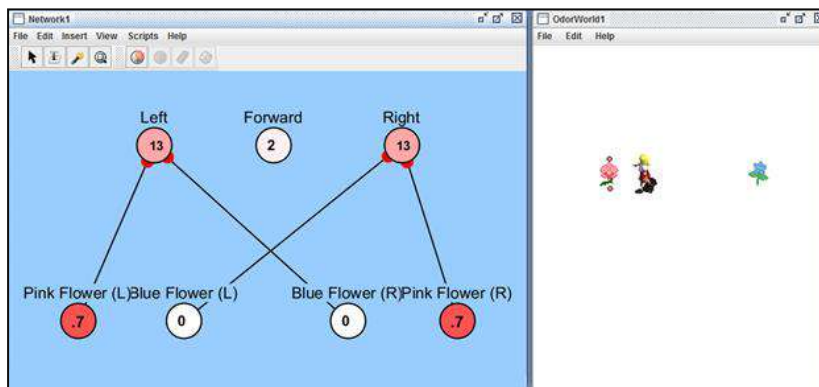 Network1
File Edit Insert View Scripts Help
OdorWorld1
File Edit Help
Left
Forward
Right
13
2
13
Pink Flower (L)
Blue Flower (L)
Blue Flower (R)
Pink Flower (R)
.7
0
0
.7